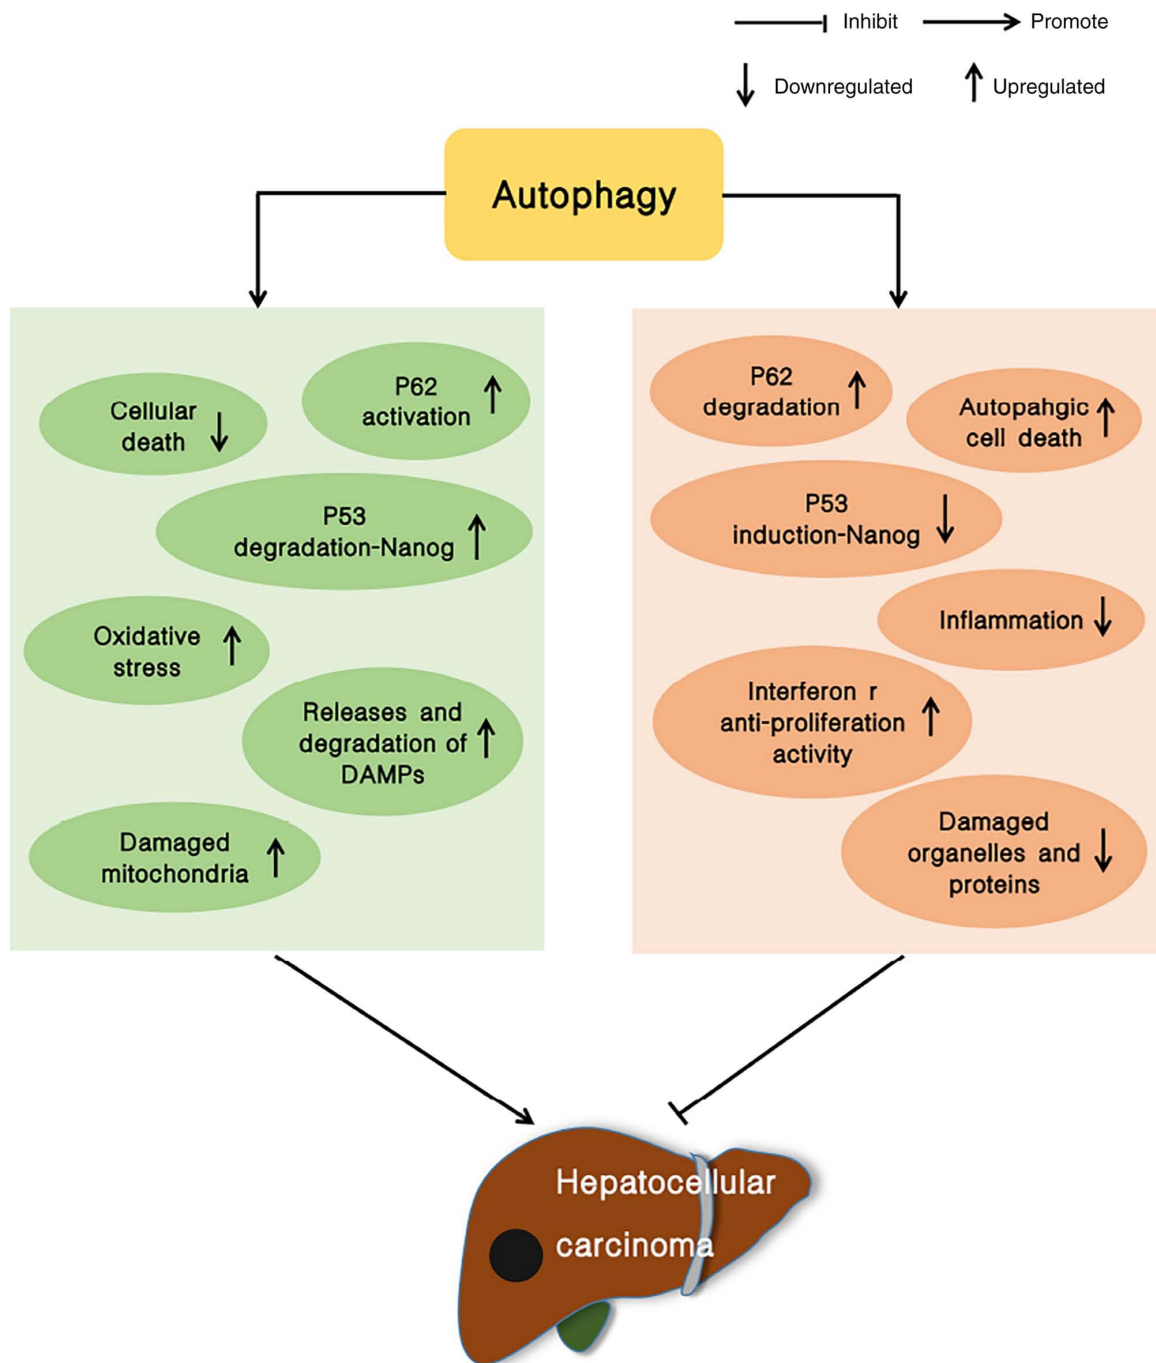 Inhibit
Promote
Downregulated
Upregulated
Autophagy
Cellular
death
P62
activation
P53
degradation-Nanog
Oxidative
stress
Releases and
degradation of
DAMPs
Damaged
mitochondria
P62
degradation
Autopahgic
cell death
P53
induction-Nanog
Inflammation
Interferon r
anti-proliferation
activity
Damaged
organelles and
proteins
Hepatocellular
carcinoma